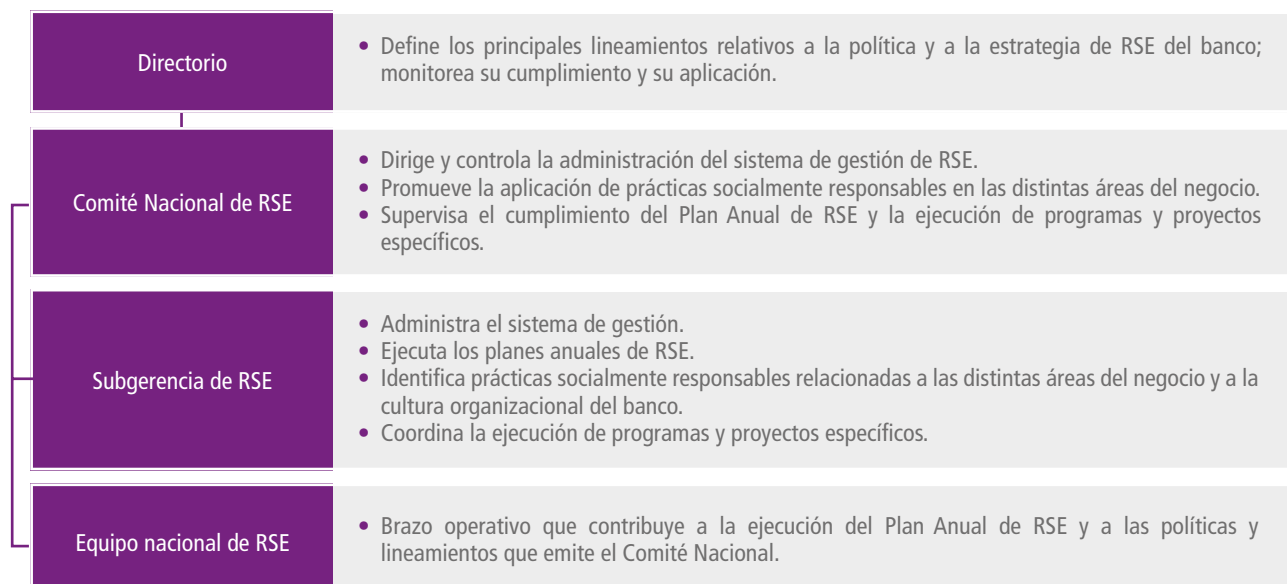 Directorio
• Define los principales lineamientos relativos a la política y a la estrategia de RSE del banco;
monitorea su cumplimiento y su aplicación.
Comité Nacional de RSE
• Dirige y controla la administración del sistema de gestión de RSE.
• Promueve la aplicación de prácticas socialmente responsables en las distintas áreas del negocio.
• Supervisa el cumplimiento del Plan Anual de RSE y la ejecución de programas y proyectos
específicos.
Subgerencia de RSE
• Administra el sistema de gestión.
• Ejecuta los planes anuales de RSE.
• Identifica prácticas socialmente responsables relacionadas a las distintas áreas del negocio y a la
cultura organizacional del banco.
• Coordina la ejecución de programas y proyectos específicos.
Equipo nacional de RSE
• Brazo operativo que contribuye a la ejecución del Plan Anual de RSE y a las políticas y
lineamientos que emite el Comité Nacional.